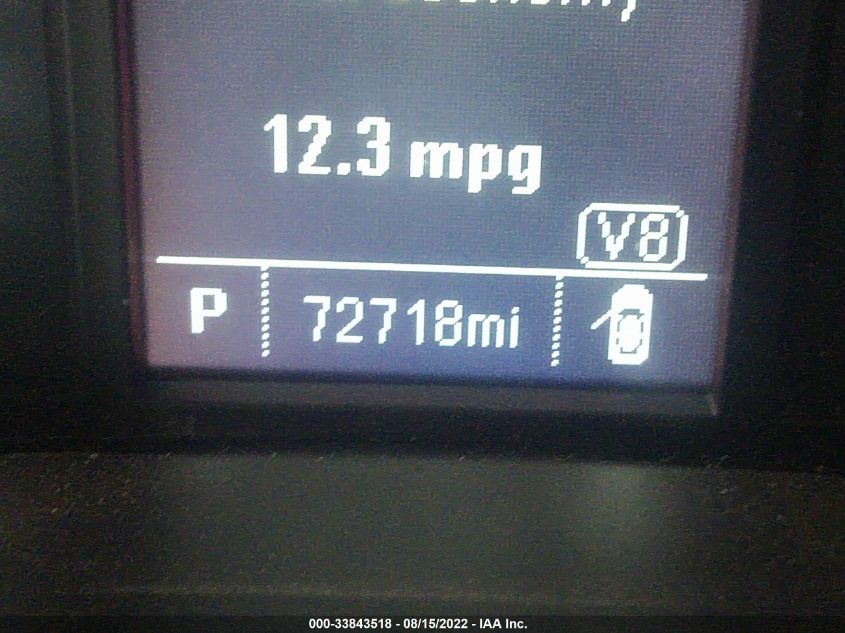 12.3 mpg
V8
P 72718mi
000-33843518 - 08/15/2022 - IAA Inc.